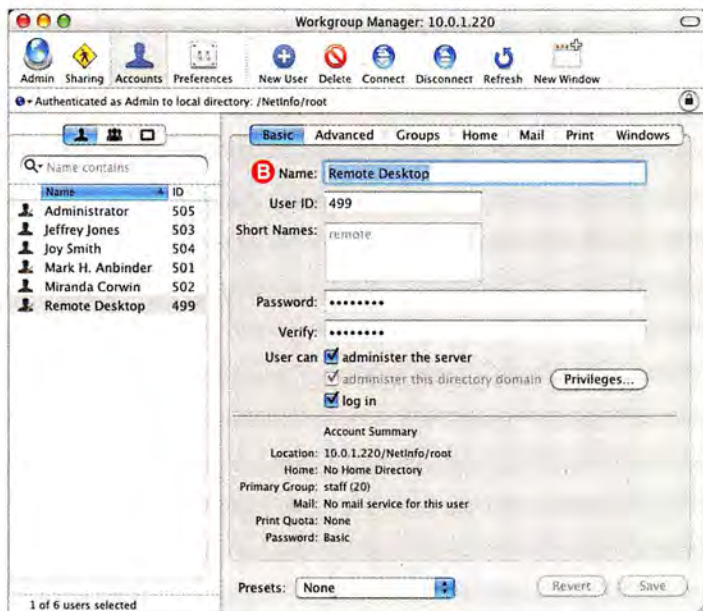 Workgroup Manager: 10.0.1.220
Admin Sharing Accounts Preferences New User Delete Connect Disconnect Refresh New Window
Authenticated as Admin to local directory: /NetInfo/root
Basic Advanced Groups Home Mail Print Windows
Name contains
Name ID
Administrator 505
Jeffrey Jones 503
Joy Smith 504
Mark H. Anbinder 501
Miranda Corwin 502
Remote Desktop 499
1 of 6 users selected
B Name: Remote Desktop
User ID: 499
Short Names: remote
Password: ••••••••
Verify: ••••••••
User can administer the server
administer this directory domain Privileges...
log in
Account Summary
Location: 10.0.1.220/NetInfo/root
Home: No Home Directory
Primary Group: staff (20)
Mail: No mail service for this user
Print Quota: None
Password: Basic
Presets: None Revert Save